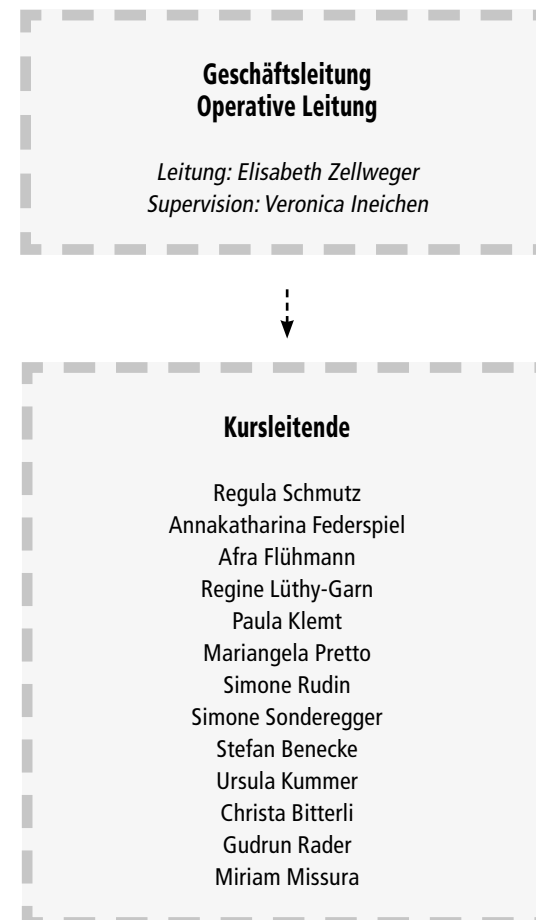 Geschäftsleitung
Operative Leitung
Leitung: Elisabeth Zellweger
Supervision: Veronica Ineichen
Kursleitende
Regula Schmutz
Annakatharina Federspiel
Afra Flühmann
Regine Lüthy-Garn
Paula Klemt
Mariangela Pretto
Simone Rudin
Simone Sonderegger
Stefan Benecke
Ursula Kummer
Christa Bitterli
Gudrun Rader
Miriam Missura